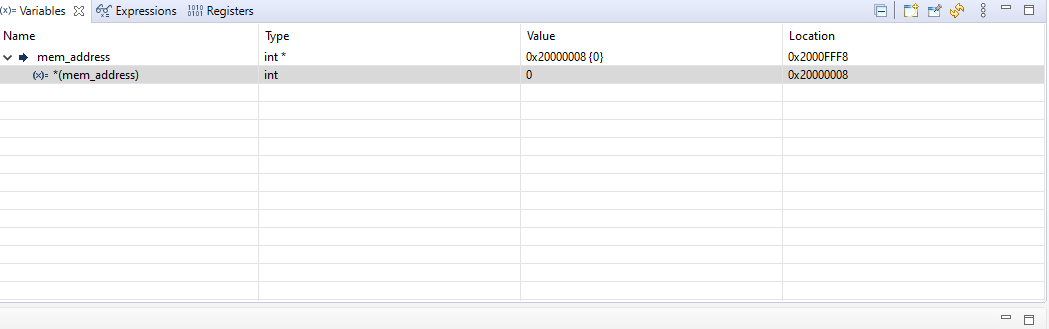 (x)= Variables Expressions 1010 0101 Registers
Name Type Value Location
mem_address int * 0x20000008 {0} 0x2000FFF8
(x)= *(mem_address) int 0 0x20000008